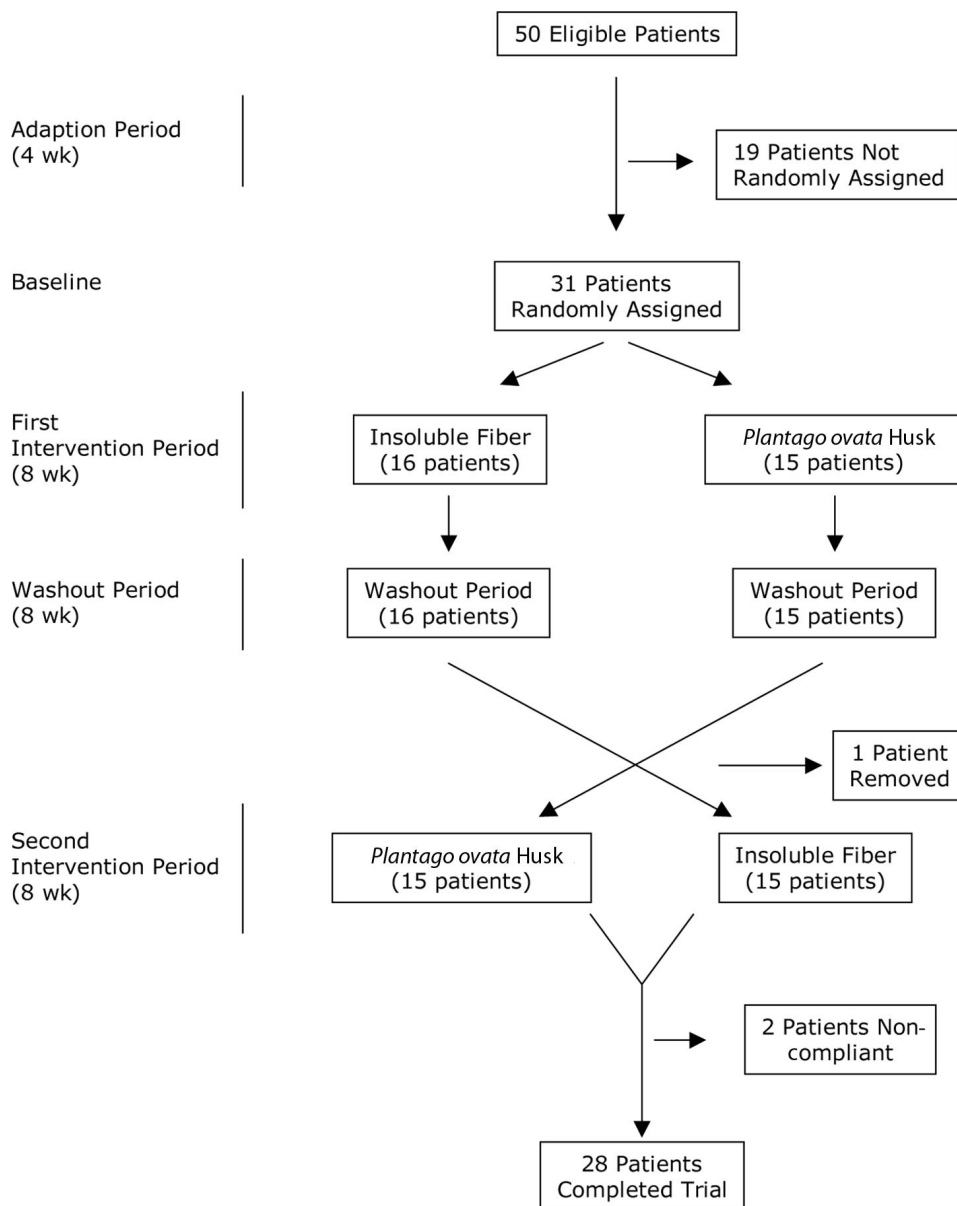 50 Eligible Patients
Adaption Period
(4 wk)
19 Patients Not
Randomly Assigned
Baseline
31 Patients
Randomly Assigned
First
Intervention Period
(8 wk)
Insoluble Fiber
(16 patients)
Plantago ovata Husk
(15 patients)
Washout Period
(8 wk)
Washout Period
(16 patients)
Washout Period
(15 patients)
1 Patient
Removed
Second
Intervention Period
(8 wk)
Plantago ovata Husk
(15 patients)
Insoluble Fiber
(15 patients)
2 Patients Non-
compliant
28 Patients
Completed Trial